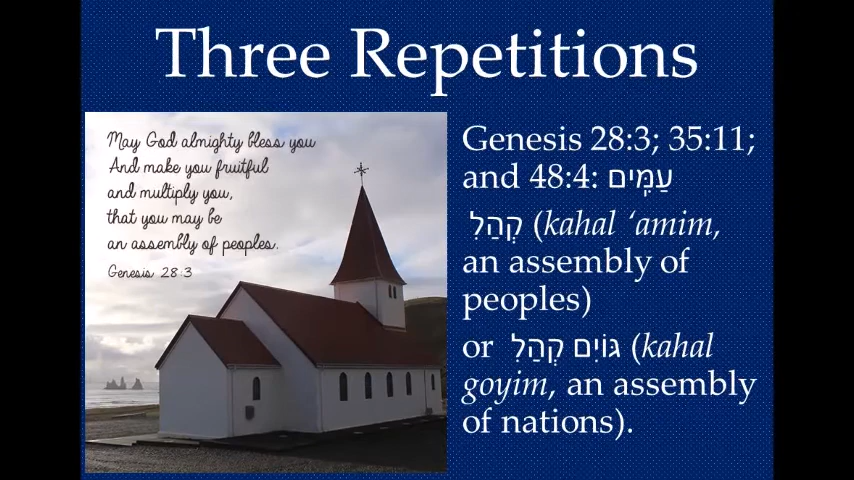 Three Repetitions
May God almighty bless you
And make you fruitful
and multiply you,
that you may be
an assembly of peoples.
Genesis 28:3
Genesis 28:3; 35:11;
and 48:4: עַמִּים
קְהַלִ (kahal ‘amim,
an assembly of
peoples)
or גּוֹיִם קְהַלִ (kahal
goyim, an assembly
of nations).